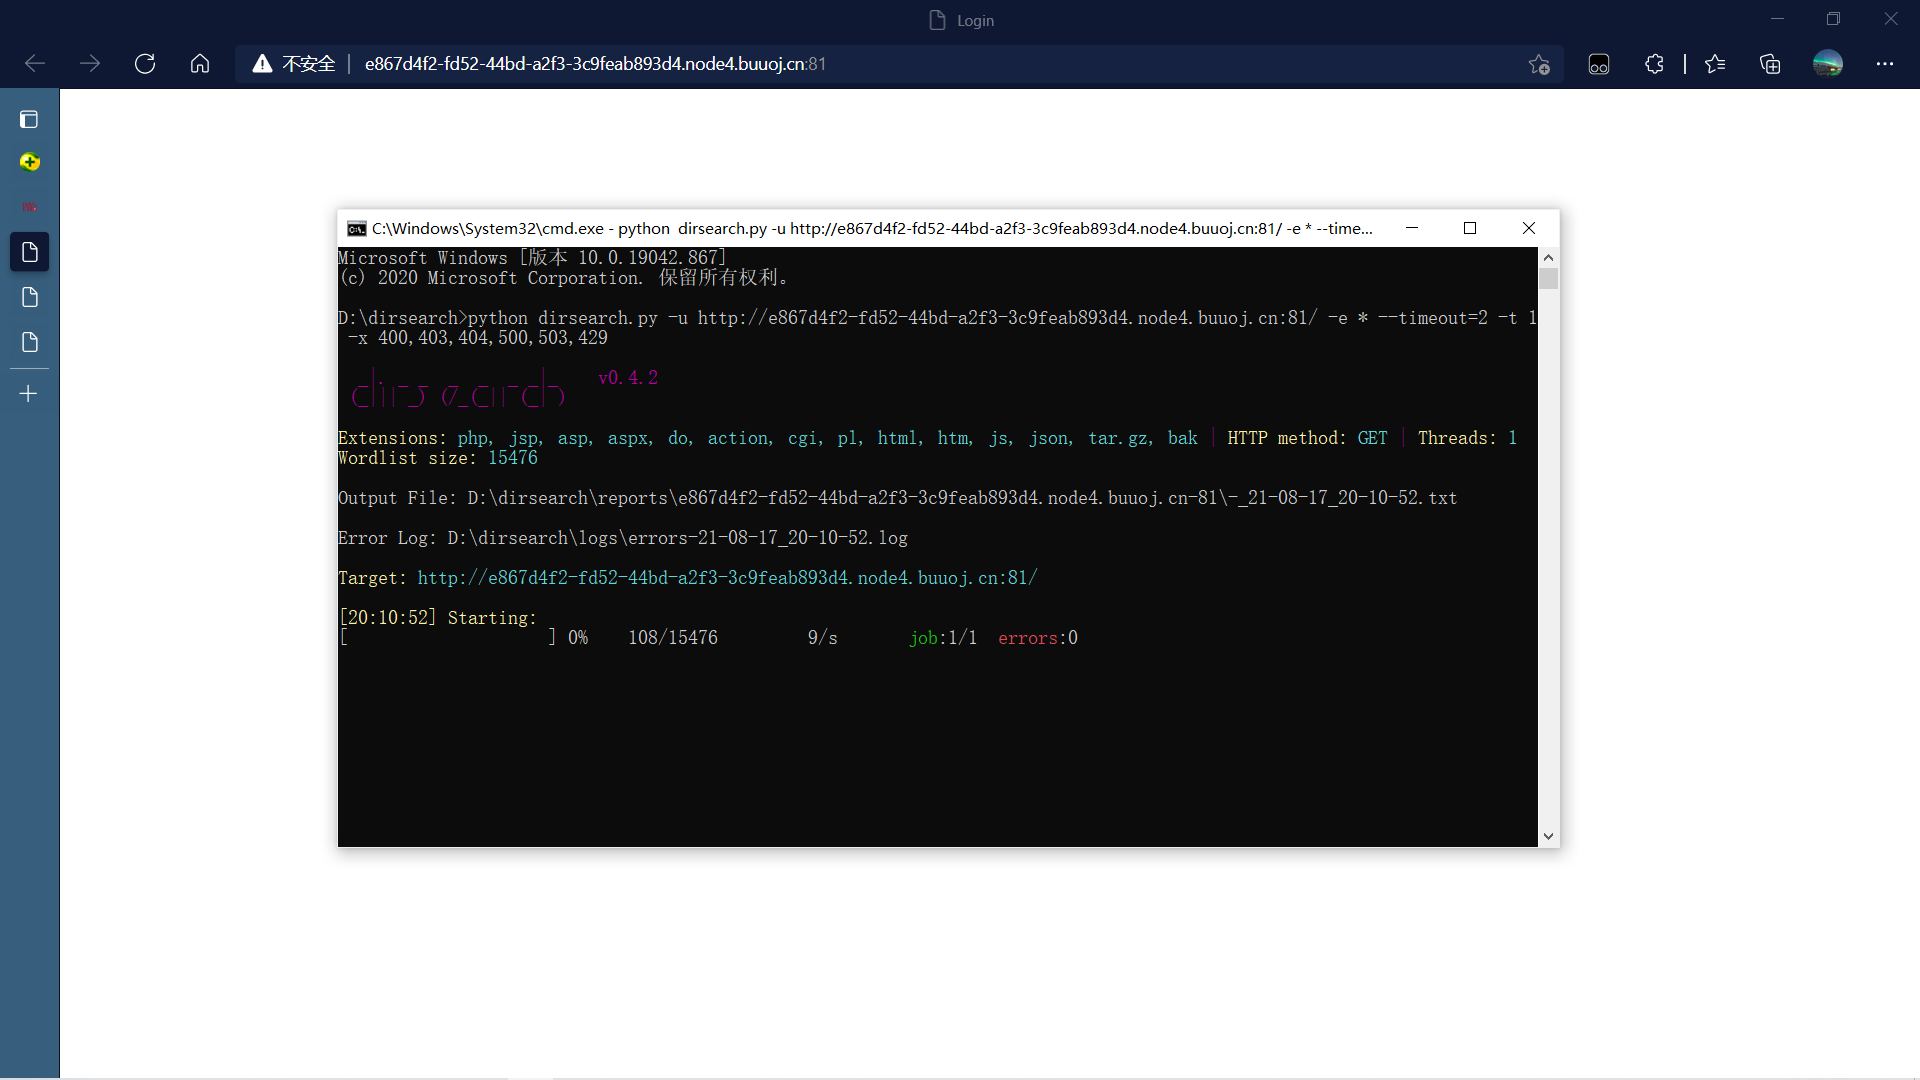 Login
不安全
e867d4f2-fd52-44bd-a2f3-3c9feab893d4.node4.buuoj.cn:81
C:\Windows\System32\cmd.exe - python  dirsearch.py -u http://e867d4f2-fd52-44bd-a2f3-3c9feab893d4.node4.buuoj.cn:81/ -e * --time...
Microsoft Windows [版本 10.0.19042.867]
(c) 2020 Microsoft Corporation. 保留所有权利。
D:\dirsearch>python dirsearch.py -u http://e867d4f2-fd52-44bd-a2f3-3c9feab893d4.node4.buuoj.cn:81/ -e * --timeout=2 -t 1
-x 400,403,404,500,503,429
dirsearch v0.4.2
Extensions: php, jsp, asp, aspx, do, action, cgi, pl, html, htm, js, json, tar.gz, bak | HTTP method: GET | Threads: 1
Wordlist size: 15476
Output File: D:\dirsearch\reports\e867d4f2-fd52-44bd-a2f3-3c9feab893d4.node4.buuoj.cn-81\-_21-08-17_20-10-52.txt
Error Log: D:\dirsearch\logs\errors-21-08-17_20-10-52.log
Target: http://e867d4f2-fd52-44bd-a2f3-3c9feab893d4.node4.buuoj.cn:81/
[20:10:52] Starting:
[                    ] 0%    108/15476         9/s       job:1/1  errors:0